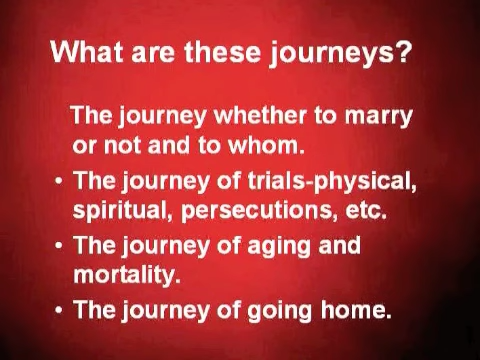 What are these journeys?
The journey whether to marry
or not and to whom.
• The journey of trials-physical,
spiritual, persecutions, etc.
• The journey of aging and
mortality.
• The journey of going home.